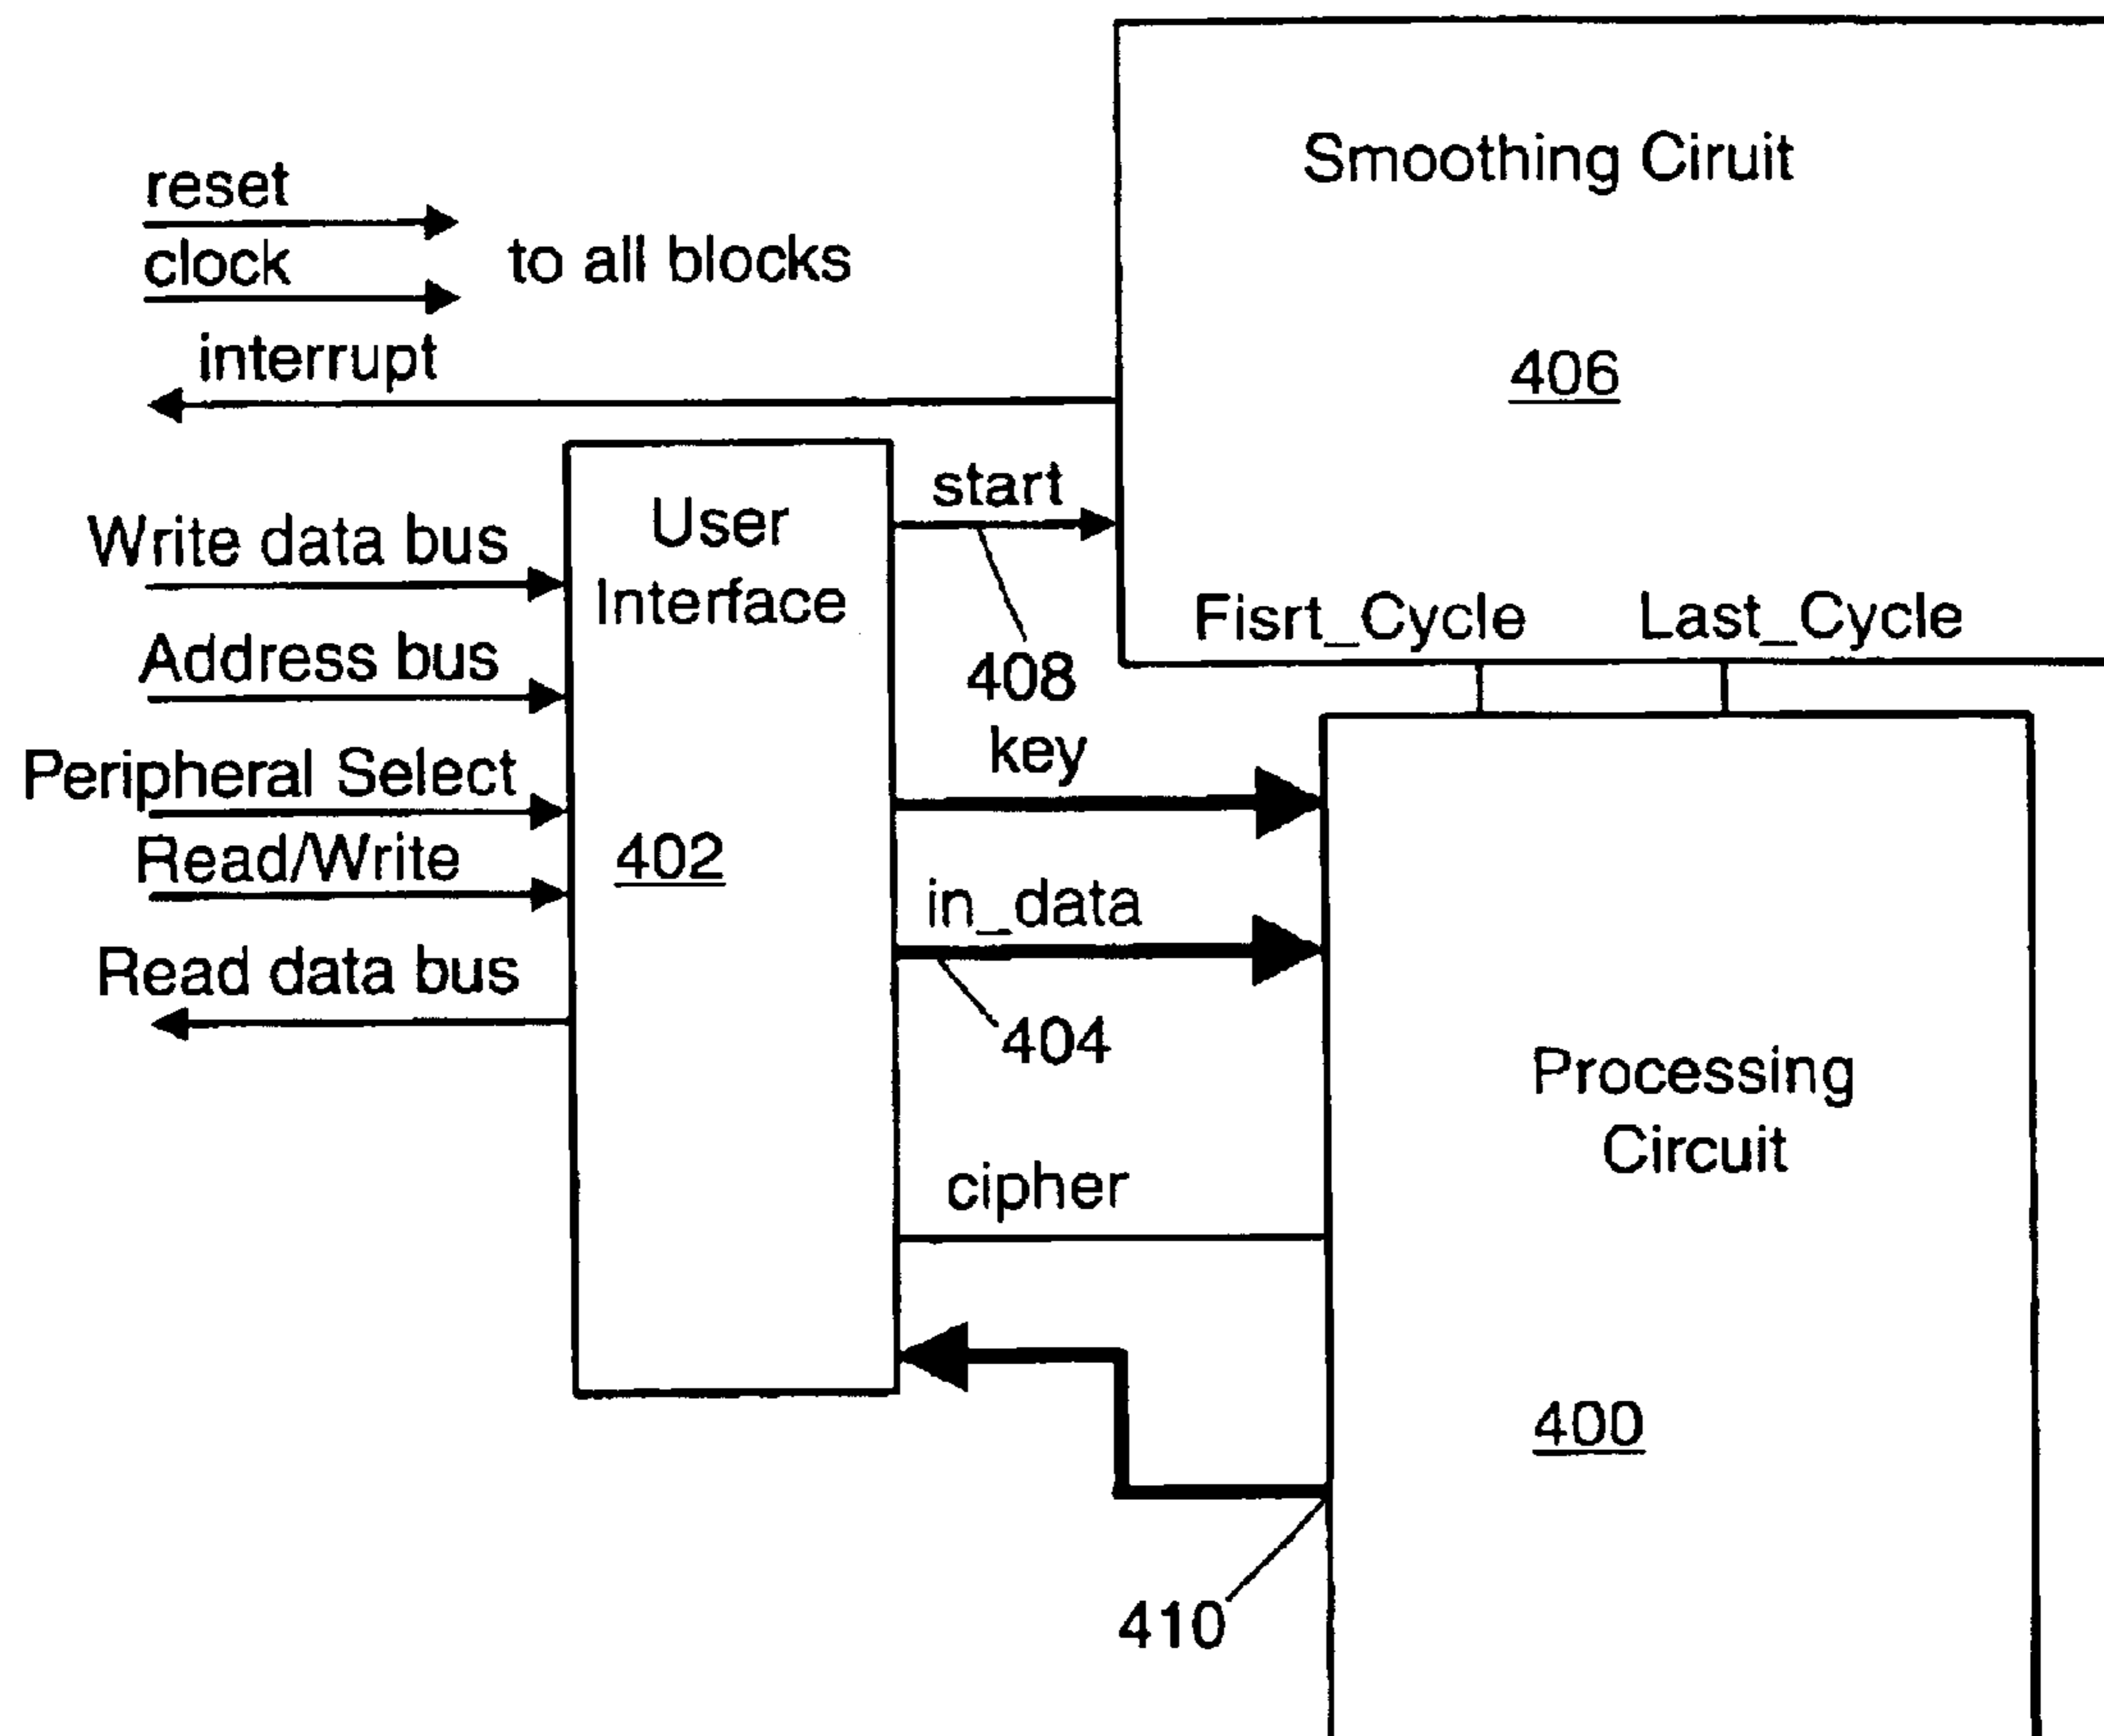 Smoothing Ciruit
406
reset
clock
to all blocks
interrupt
Write data bus
Address bus
Peripheral Select
Read/Write
Read data bus
User
Interface
402
start
408
key
in_data
404
cipher
410
Fisrt_Cycle
Last_Cycle
Processing
Circuit
400